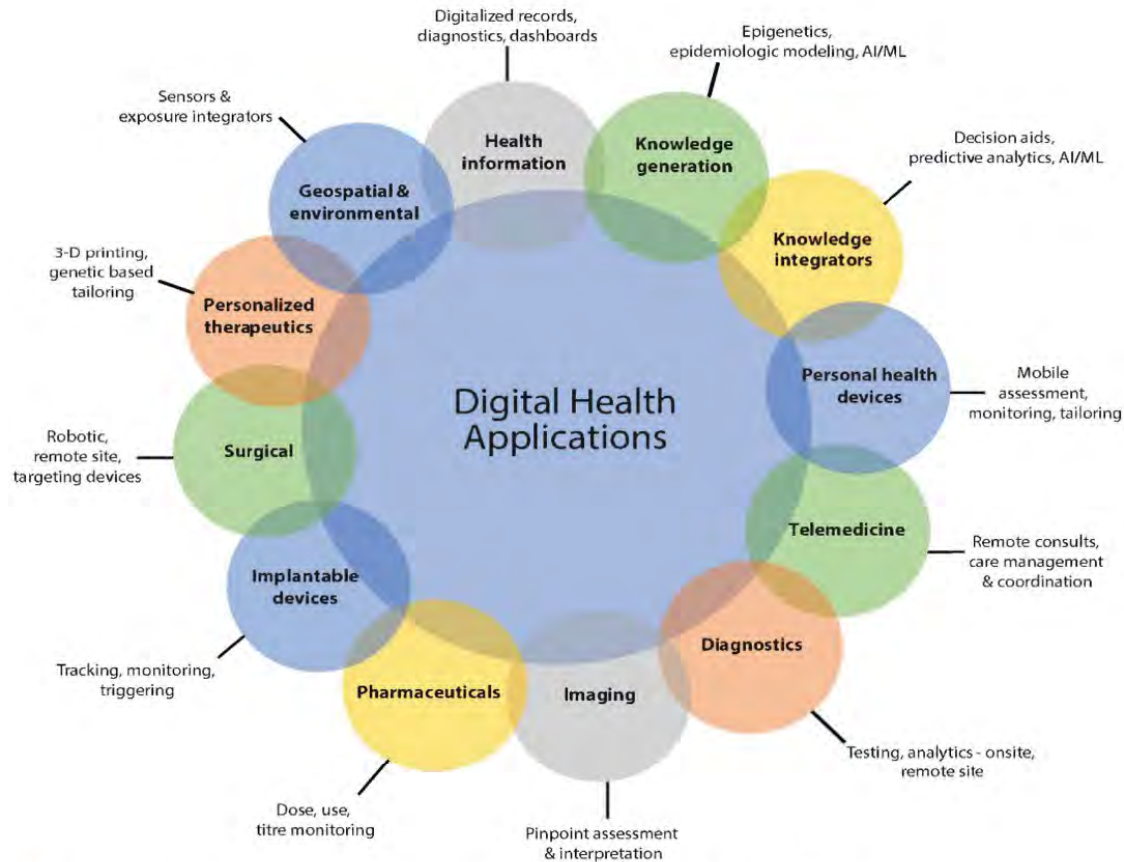 Digitalized records,
diagnostics, dashboards
Health
information
Epigenetics,
epidemiologic modeling, AI/ML
Knowledge
generation
Decision aids,
predictive analytics, AI/ML
Knowledge
integrators
Personal health
devices
Mobile
assessment,
monitoring, tailoring
Telemedicine
Remote consults,
care management
& coordination
Diagnostics
Testing, analytics - onsite,
remote site
Imaging
Pinpoint assessment
& interpretation
Pharmaceuticals
Dose, use,
titre monitoring
Implantable
devices
Tracking, monitoring,
triggering
Surgical
Robotic,
remote site,
targeting devices
Personalized
therapeutics
3-D printing,
genetic based
tailoring
Geospatial &
environmental
Sensors &
exposure integrators
Digital Health
Applications